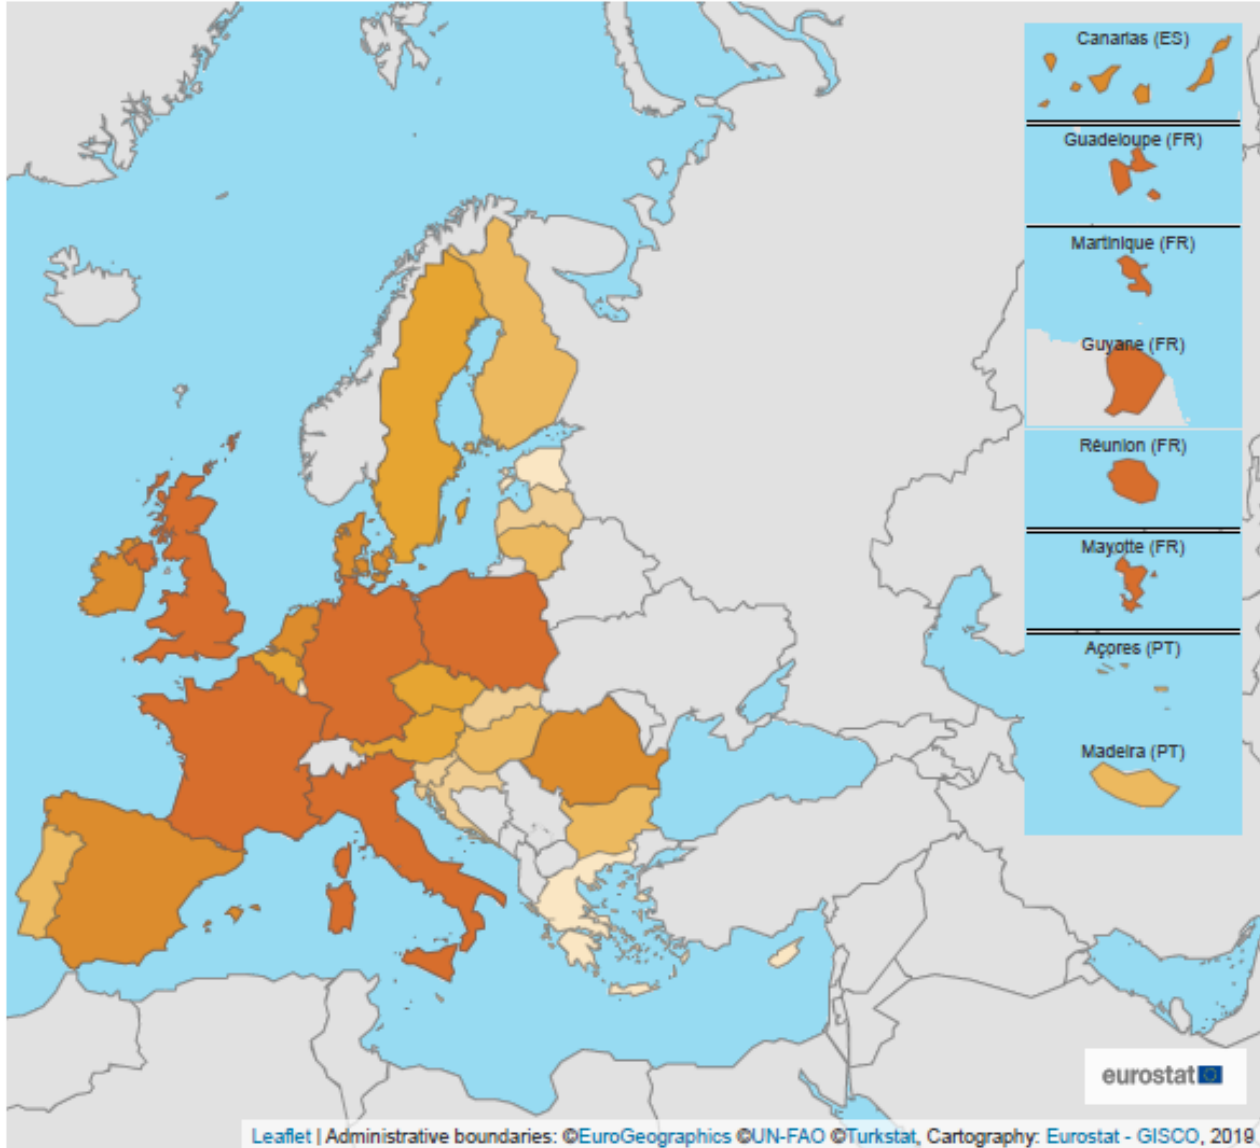 Canarias (ES)
Guadeloupe (FR)
Martinique (FR)
Guyane (FR)
Réunion (FR)
Mayotte (FR)
Açores (PT)
Madeira (PT)
eurostat
Leaflet | Administrative boundaries: ©EuroGeographics ©UN-FAO ©Turkstat, Cartography: Eurostat - GISCO, 2016